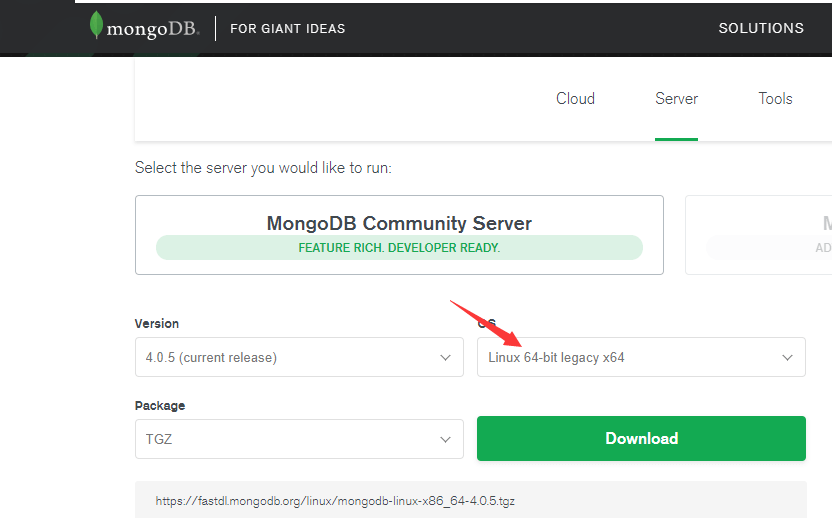 mongoDB. FOR GIANT IDEAS SOLUTIONS
Cloud Server Tools
Select the server you would like to run:
MongoDB Community Server
FEATURE RICH. DEVELOPER READY.
M
AD
Version
4.0.5 (current release)
OS
Linux 64-bit legacy x64
Package
TGZ
Download
https://fastdl.mongodb.org/linux/mongodb-linux-x86_64-4.0.5.tgz